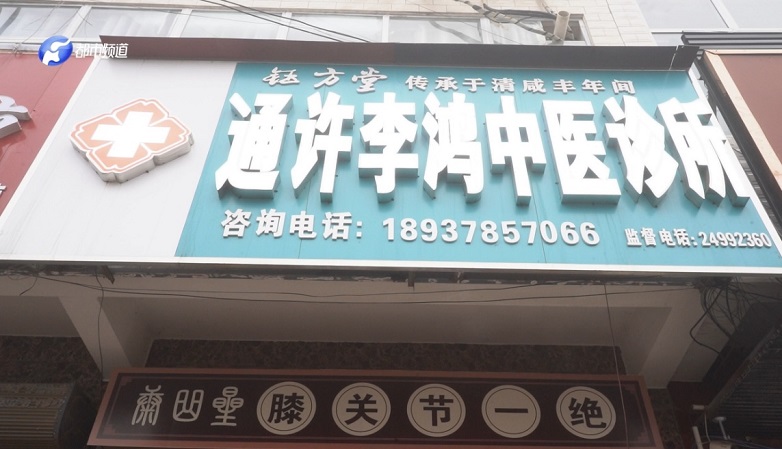 都市频道
钰方堂 传承于清咸丰年间
通许李鸿中医诊所
咨询电话：18937857066 监督电话：24992360
膝关节一绝